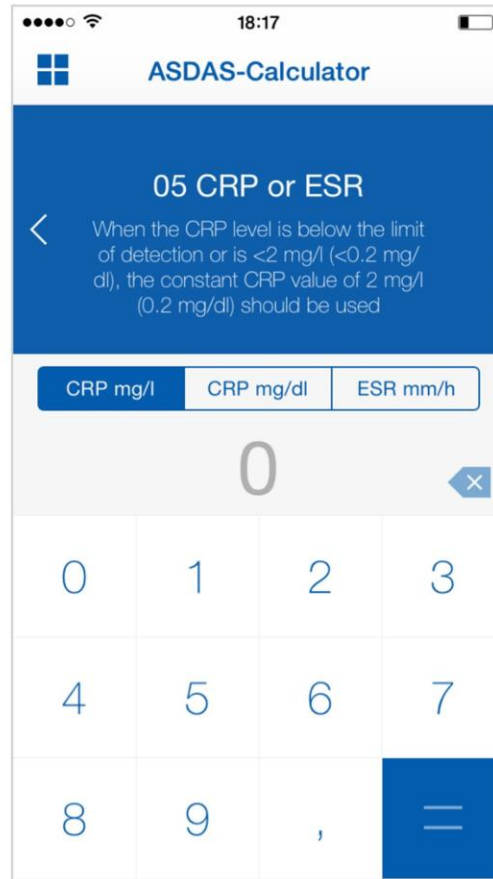 18:17
ASDAS-Calculator
05 CRP or ESR
When the CRP level is below the limit
of detection or is <2 mg/l (<0.2 mg/
dl), the constant CRP value of 2 mg/l
(0.2 mg/dl) should be used
CRP mg/l CRP mg/dl ESR mm/h
0
0 1 2 3
4 5 6 7
8 9 , =